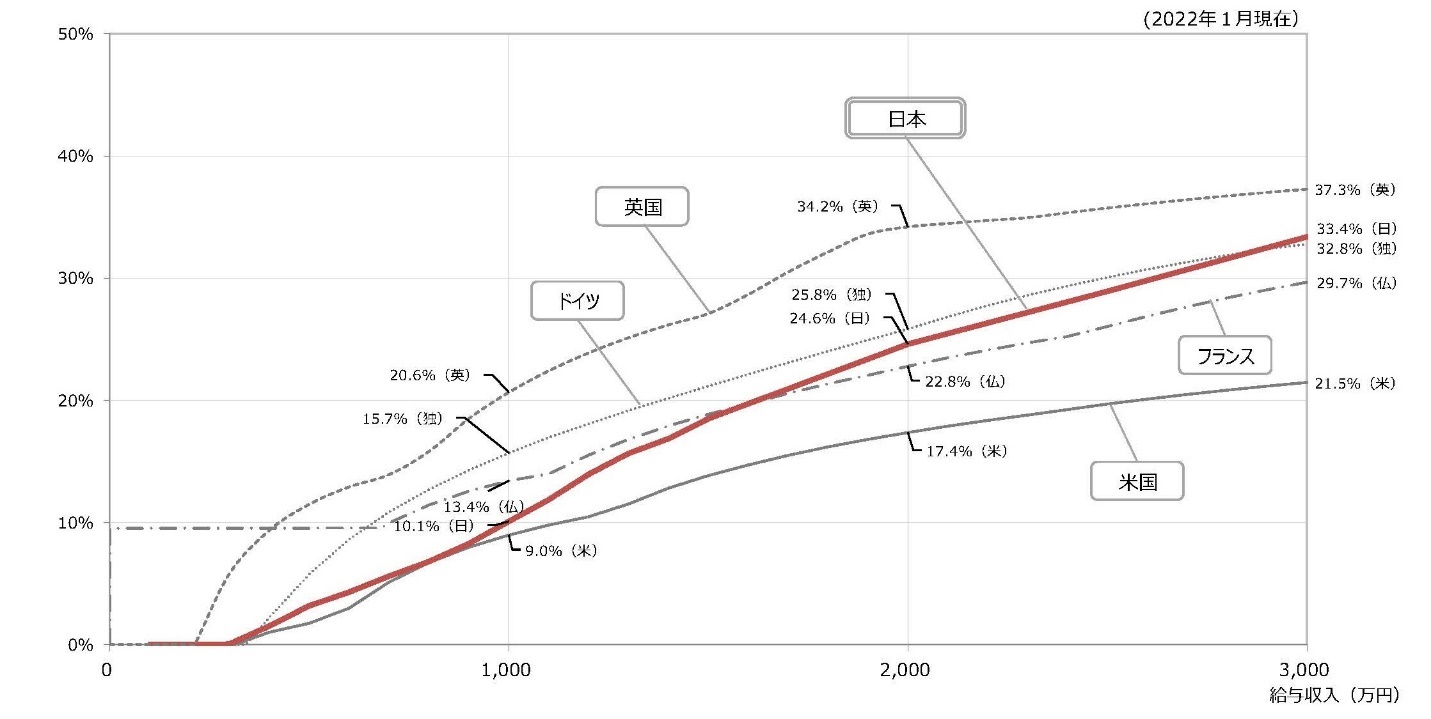 (2022年１月現在)
50%
40%
30%
20%
10%
0%
日本
英国
ドイツ
フランス
米国
34.2%（英）
25.8%（独）
24.6%（日）
22.8%（仏）
17.4%（米）
20.6%（英）
15.7%（独）
13.4%（仏）
10.1%（日）
9.0%（米）
37.3%（英）
33.4%（日）
32.8%（独）
29.7%（仏）
21.5%（米）
0
1,000
2,000
3,000
給与収入（万円）